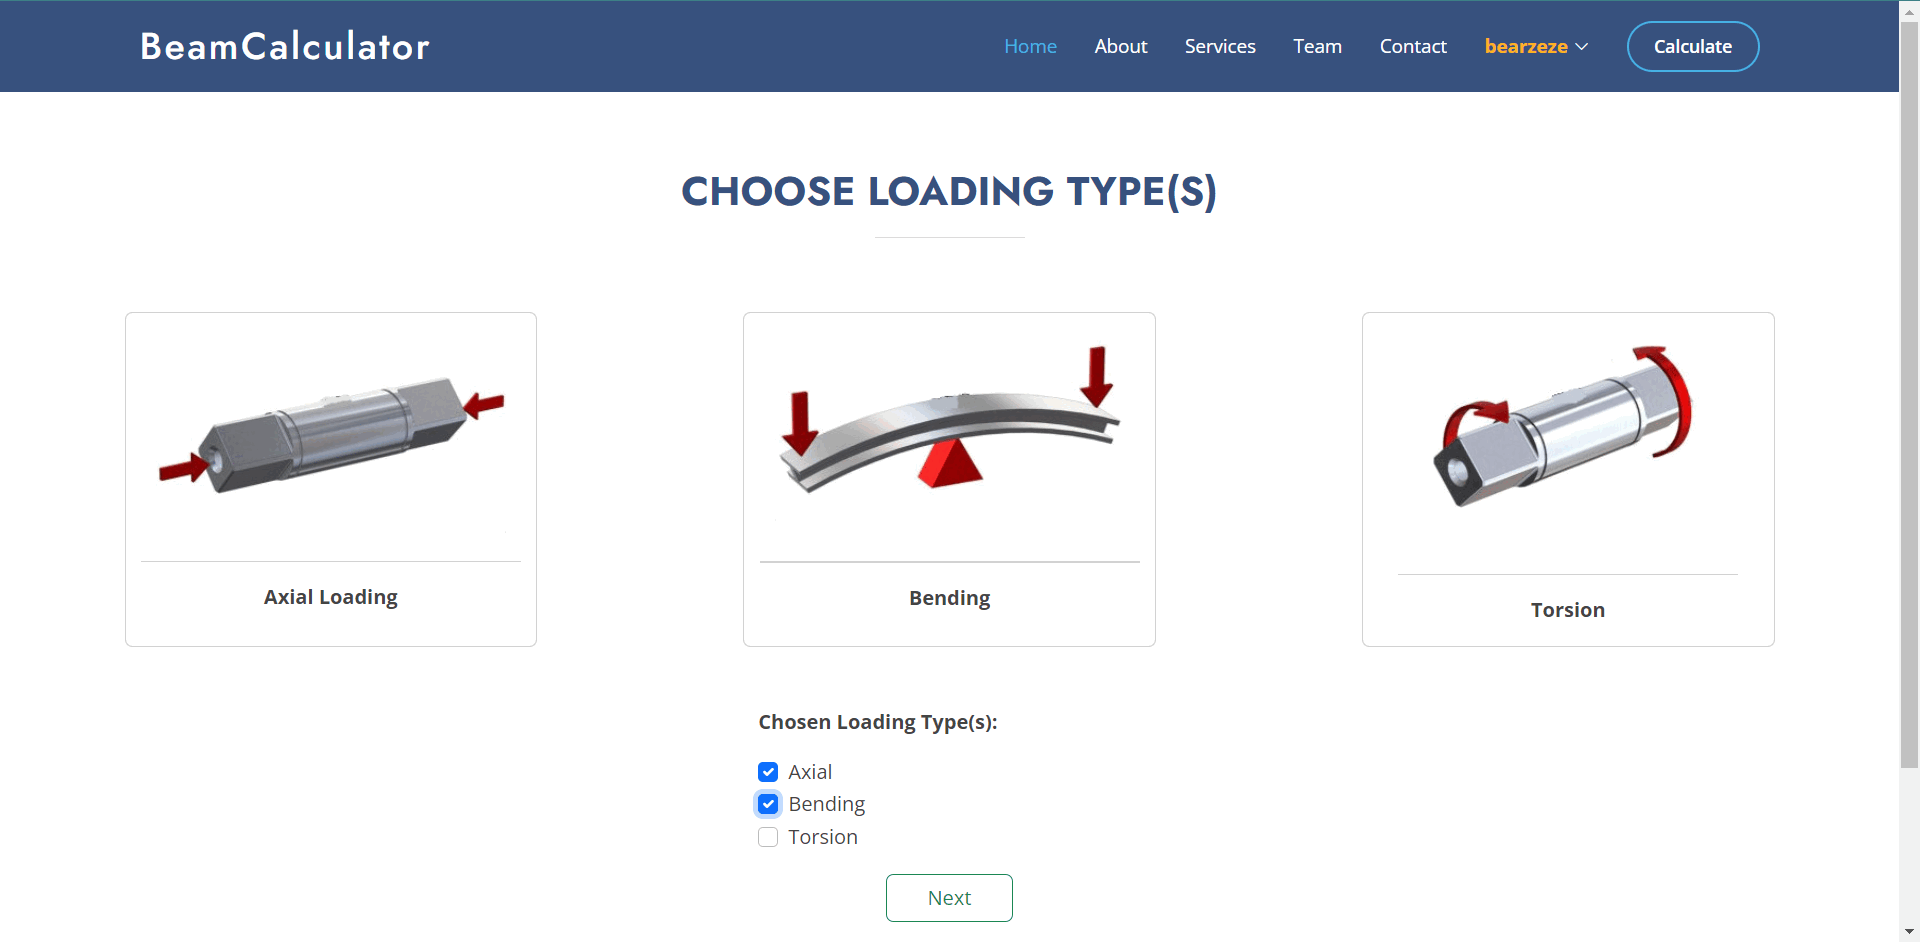 BeamCalculator
Home About Services Team Contact bearzeze Calculate
CHOOSE LOADING TYPE(S)
Axial Loading
Bending
Torsion
Chosen Loading Type(s):
Axial
Bending
Torsion
Next